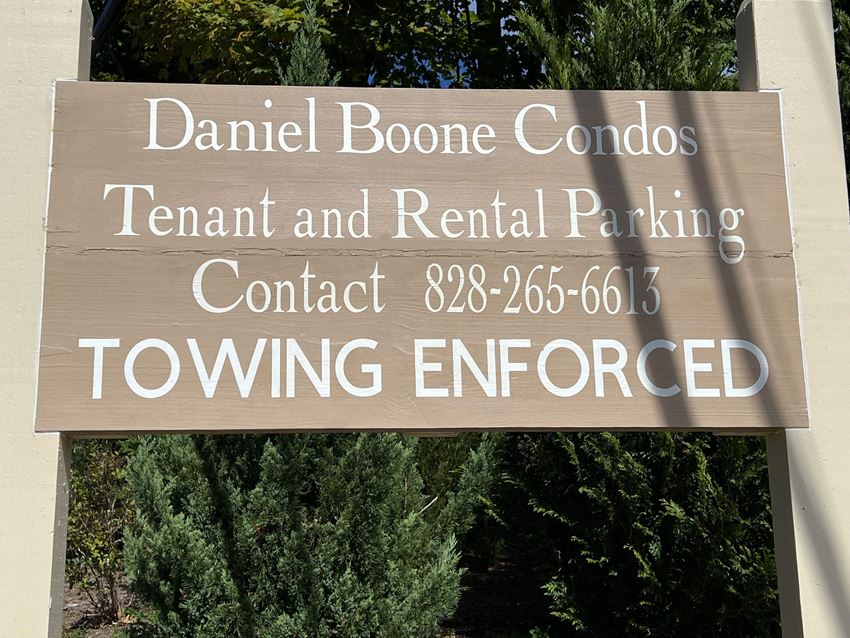 Daniel Boone Condos
Tenant and Rental Parking
Contact 828-265-6613
TOWING ENFORCED